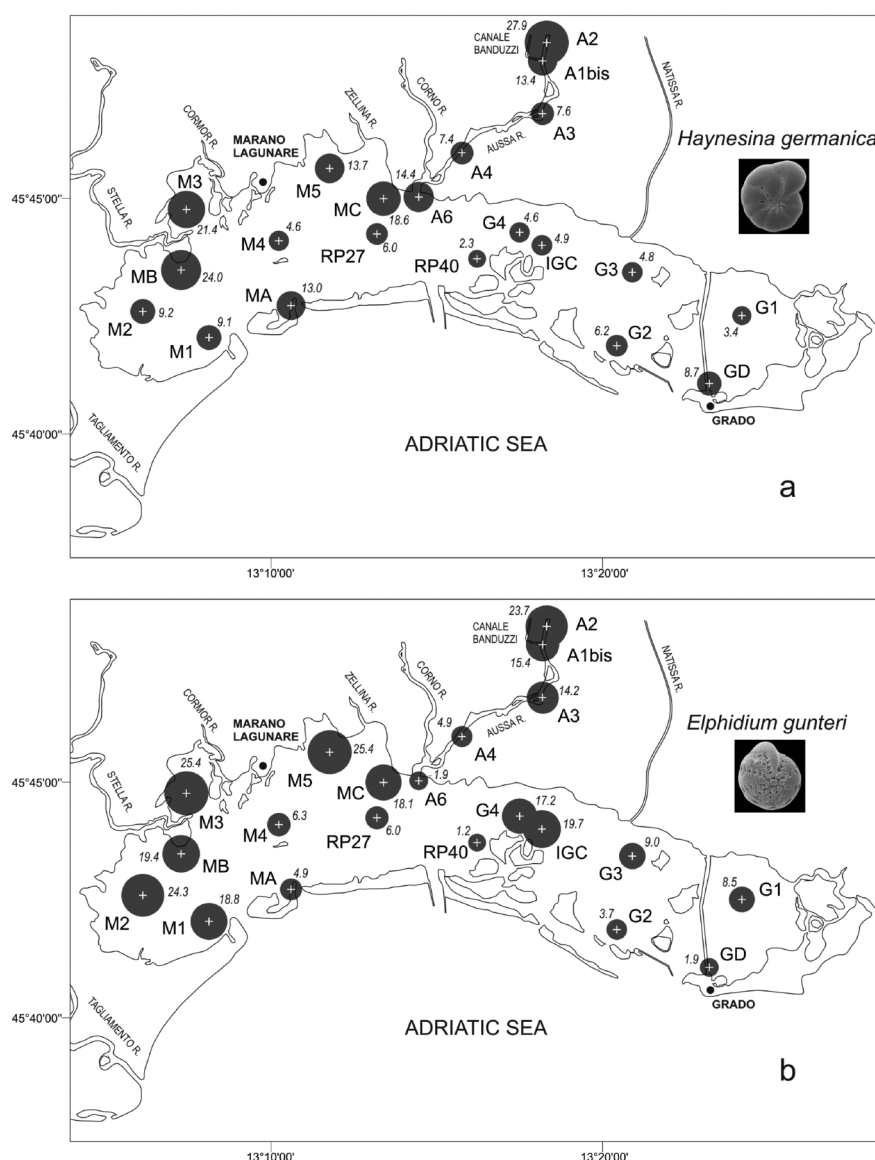 27.9
CANALE
BANDUZZI
A2
A1bis
13.4
NATISSA R.
ZELLINA R.
CORNO R.
7.6
A3
Haynesina germanica
CORMOR R.
MARANO
LAGUNARE
7.4
A4
AUSSA R.
STELLA R.
M3
M5
13.7
14.4
45°45'00"
MC
A6
G4
4.6
21.4
M4
4.6
18.6
RP27
6.0
2.3
RP40
4.9
IGC
G3
4.8
MB
24.0
MA
13.0
M2
9.2
M1
9.1
6.2
G2
G1
3.4
8.7
GD
GRADO
45°40'00"
TAGLIAMENTO R.
ADRIATIC SEA
a
13°10'00'
13°20'00'
23.7
CANALE
BANDUZZI
A2
A1bis
15.4
NATISSA R.
ZELLINA R.
CORNO R.
14.2
A3
Elphidium gunteri
CORMOR R.
MARANO
LAGUNARE
4.9
A4
AUSSA R.
STELLA R.
25.4
M5
25.4
45°45'00"
MC
1.9
A6
M3
18.1
G4
17.2
M4
6.3
RP27
6.0
RP40
1.2
19.7
IGC
G3
9.0
19.4
MB
MA
4.9
M2
24.3
M1
18.8
3.7
G2
8.5
G1
1.9
GD
GRADO
45°40'00"
TAGLIAMENTO R.
ADRIATIC SEA
b
13°10'00'
13°20'00'